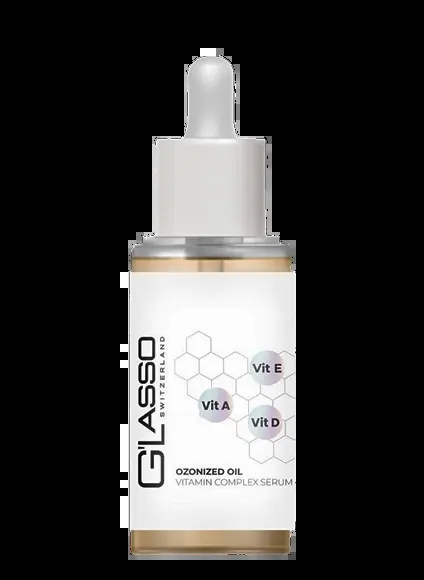 G'LASSO
SWITZERLAND
Vit E
Vit A
Vit D
OZONIZED OIL
VITAMIN COMPLEX SERUM